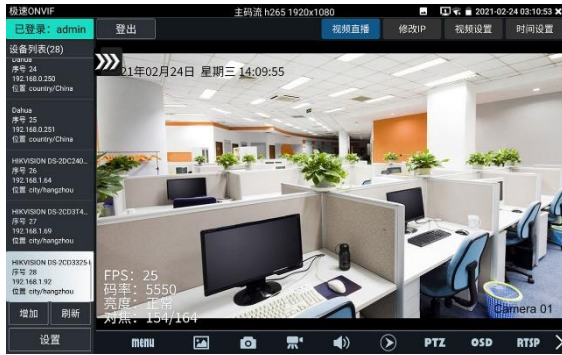 极速ONVIF
主码流 h265 1920x1080
2021-02-24 03:10:53
已登录: admin
登出
视频直播
修改IP
视频设置
时间设置
设备列表(28)
Dahua
序号 24
192.168.0.250
位置 country/China
Dahua
序号 25
192.168.0.251
位置 country/China
HIKVISION DS-2DC240...
序号 26
192.168.1.64
位置 city/hangzhou
HIKVISION DS-2CD3T4...
序号 27
192.168.1.69
位置 city/hangzhou
HIKVISION DS-2CD3325-I
序号 28
192.168.1.92
位置 city/hangzhou
增加
刷新
设置
21年02月24日 星期三 14:09:55
FPS: 25
码率: 5550
亮度: 正常
对焦: 154/164
Camera 01
menu
PTZ
OSD
RTSP